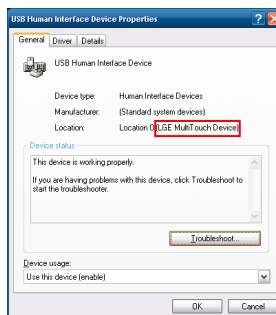 USB Human Interface Device Properties
General Driver Details
USB Human Interface Device
Device type: Human Interface Devices
Manufacturer: (Standard system devices)
Location: Location 0 (LGE MultiTouch Device)
Device status
This device is working properly.
If you are having problems with this device, click Troubleshoot to
start the troubleshooter.
Troubleshoot...
Device usage:
Use this device (enable)
OK Cancel